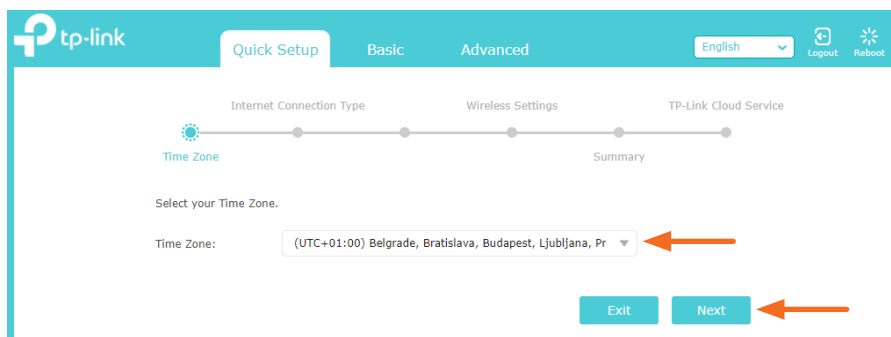 tp-link
Quick Setup Basic Advanced English Logout Reboot
Internet Connection Type Wireless Settings TP-Link Cloud Service
Time Zone Summary
Select your Time Zone.
Time Zone: (UTC+01:00) Belgrade, Bratislava, Budapest, Ljubljana, Pr
Exit Next